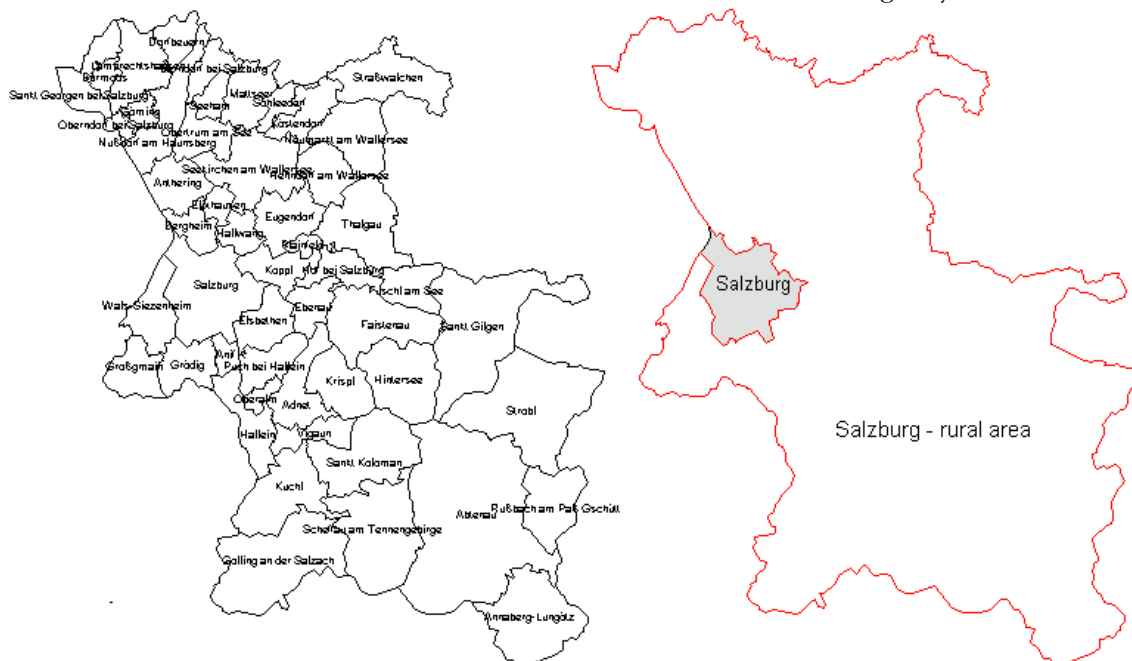 Dorfbeuern
Lamprechtshausen
Berndorf bei Salzburg
Bürmoos
Straßwalchen
Mattsee
Sankt Georgen bei Salzburg
Schleedorf
Seeham
Göming
Köstendorf
Oberndorf bei Salzburg
Obertrum am See
Nußdorf am Haunsberg
Neumarkt am Wallersee
Seekirchen am Wallersee
Henndorf am Wallersee
Anthering
Elixhausen
Eugendorf
Bergheim
Thalgau
Hallwang
Plainfeld
Koppl
Hof bei Salzburg
Salzburg
Salzburg
Fuschl am See
Wals-Siezenheim
Ebenau
Elsbethen
Faistenau
Sankt Gilgen
Anif
Großgmain
Grödig
Puch bei Hallein
Krispl
Hintersee
Oberalm
Adnet
Strobl
Hallein
Vigaun
Salzburg - rural area
Sankt Koloman
Kuchl
Rußbach am Paß Gschütt
Abtenau
Scheffau am Tennengebirge
Golling an der Salzach
Annaberg-Lungötz